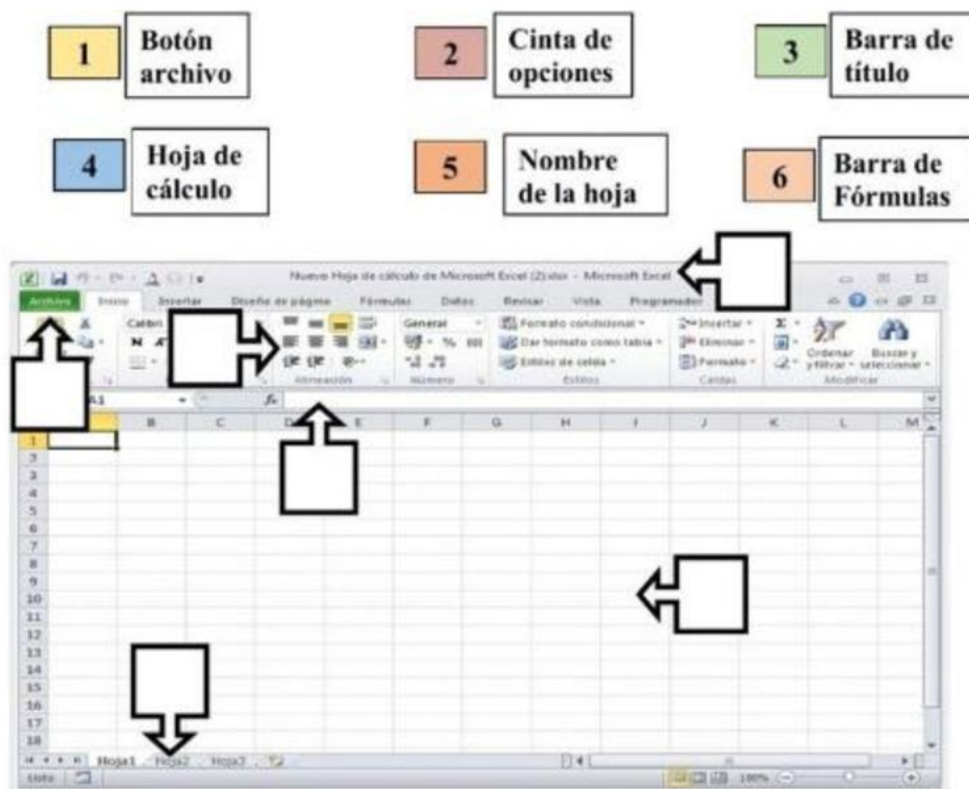 1 Botón archivo
2 Cinta de opciones
3 Barra de título
4 Hoja de cálculo
5 Nombre de la hoja
6 Barra de Fórmulas
Nuevo Hoja de cálculo de Microsoft Excel (2).xlsx - Microsoft Excel
Archivo Inicio Insertar Diseño de página Fórmulas Datos Revisar Vista Programador
Calibri General Formato condicional Insertar Σ
N Dar formato como tabla Eliminar Ordenar y filtrar Buscar y seleccionar
Estilos de celda Formato
Alineación Número Estilos Celdas Modificar
A1 fx
B C D E F G H I J K L M
1
2
3
4
5
6
7
8
9
10
11
12
13
14
15
16
17
18
Hoja1 Hoja2 Hoja3
Listo 100%